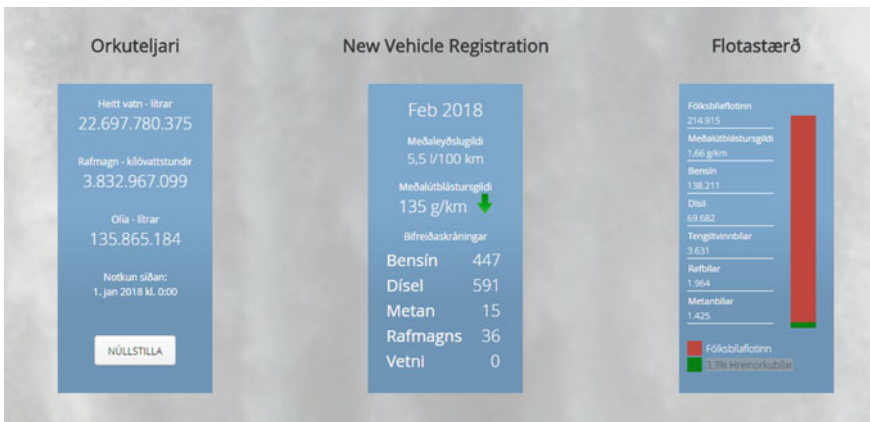 Orkuteljari
Heitt vatn - lítrar
22.697.780.375
Rafmagn - kílóvattstundir
3.832.967.099
Olía - lítrar
135.865.184
Notkun síðan:
1. jan 2018 kl. 0:00
NÚLLSTILLA
New Vehicle Registration
Feb 2018
Meðaleyðslugildi
5,5 l/100 km
Meðalútblástursgildi
135 g/km
Bifreiðaskráningar
Bensín 447
Dísel 591
Metan 15
Rafmagns 36
Vetni 0
Flotastærð
Fólksbílaflotinn
214.915
Meðalútblástursgildi
1,66 g/km
Bensín
138.211
Dísil
69.682
Tengiltvinnbílar
3.631
Rafbílar
1.964
Metanbílar
1.425
Fólksbílaflotinn
3.3% Hreinorkubílar